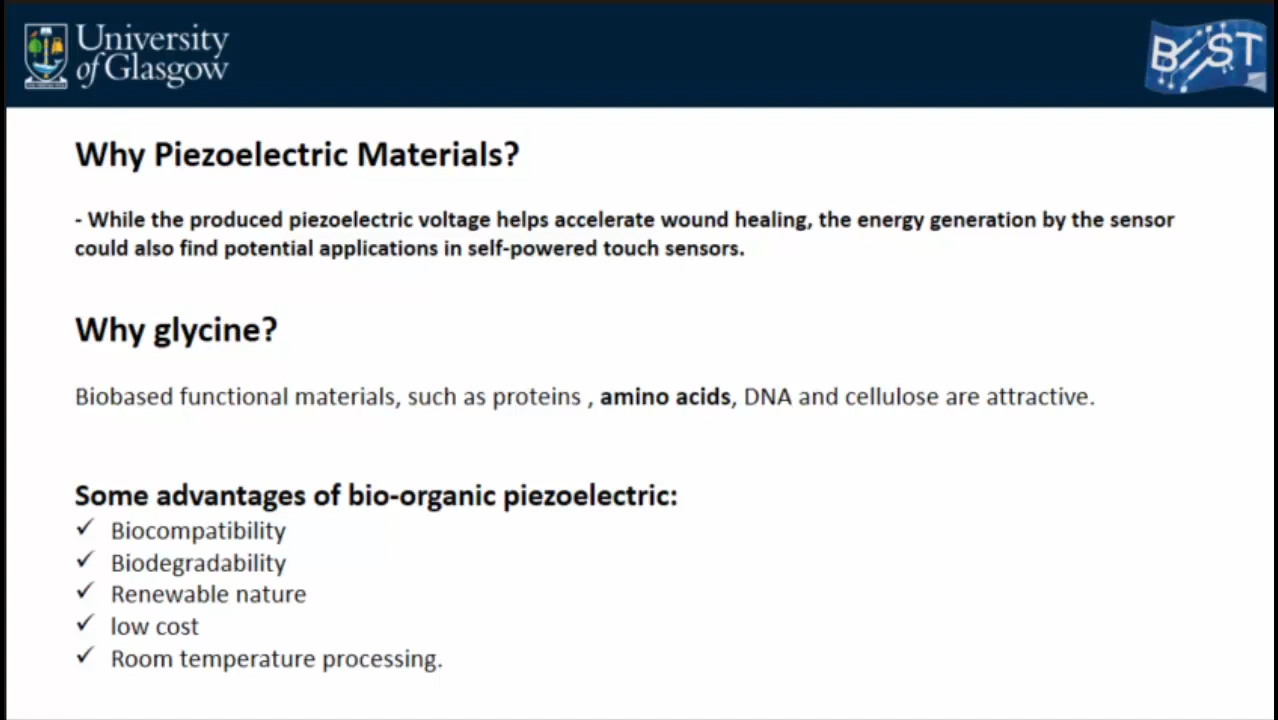 University
of Glasgow
BEST
Why Piezoelectric Materials?
- While the produced piezoelectric voltage helps accelerate wound healing, the energy generation by the sensor
could also find potential applications in self-powered touch sensors.
Why glycine?
Biobased functional materials, such as proteins , amino acids, DNA and cellulose are attractive.
Some advantages of bio-organic piezoelectric:
✓ Biocompatibility
✓ Biodegradability
✓ Renewable nature
✓ low cost
✓ Room temperature processing.